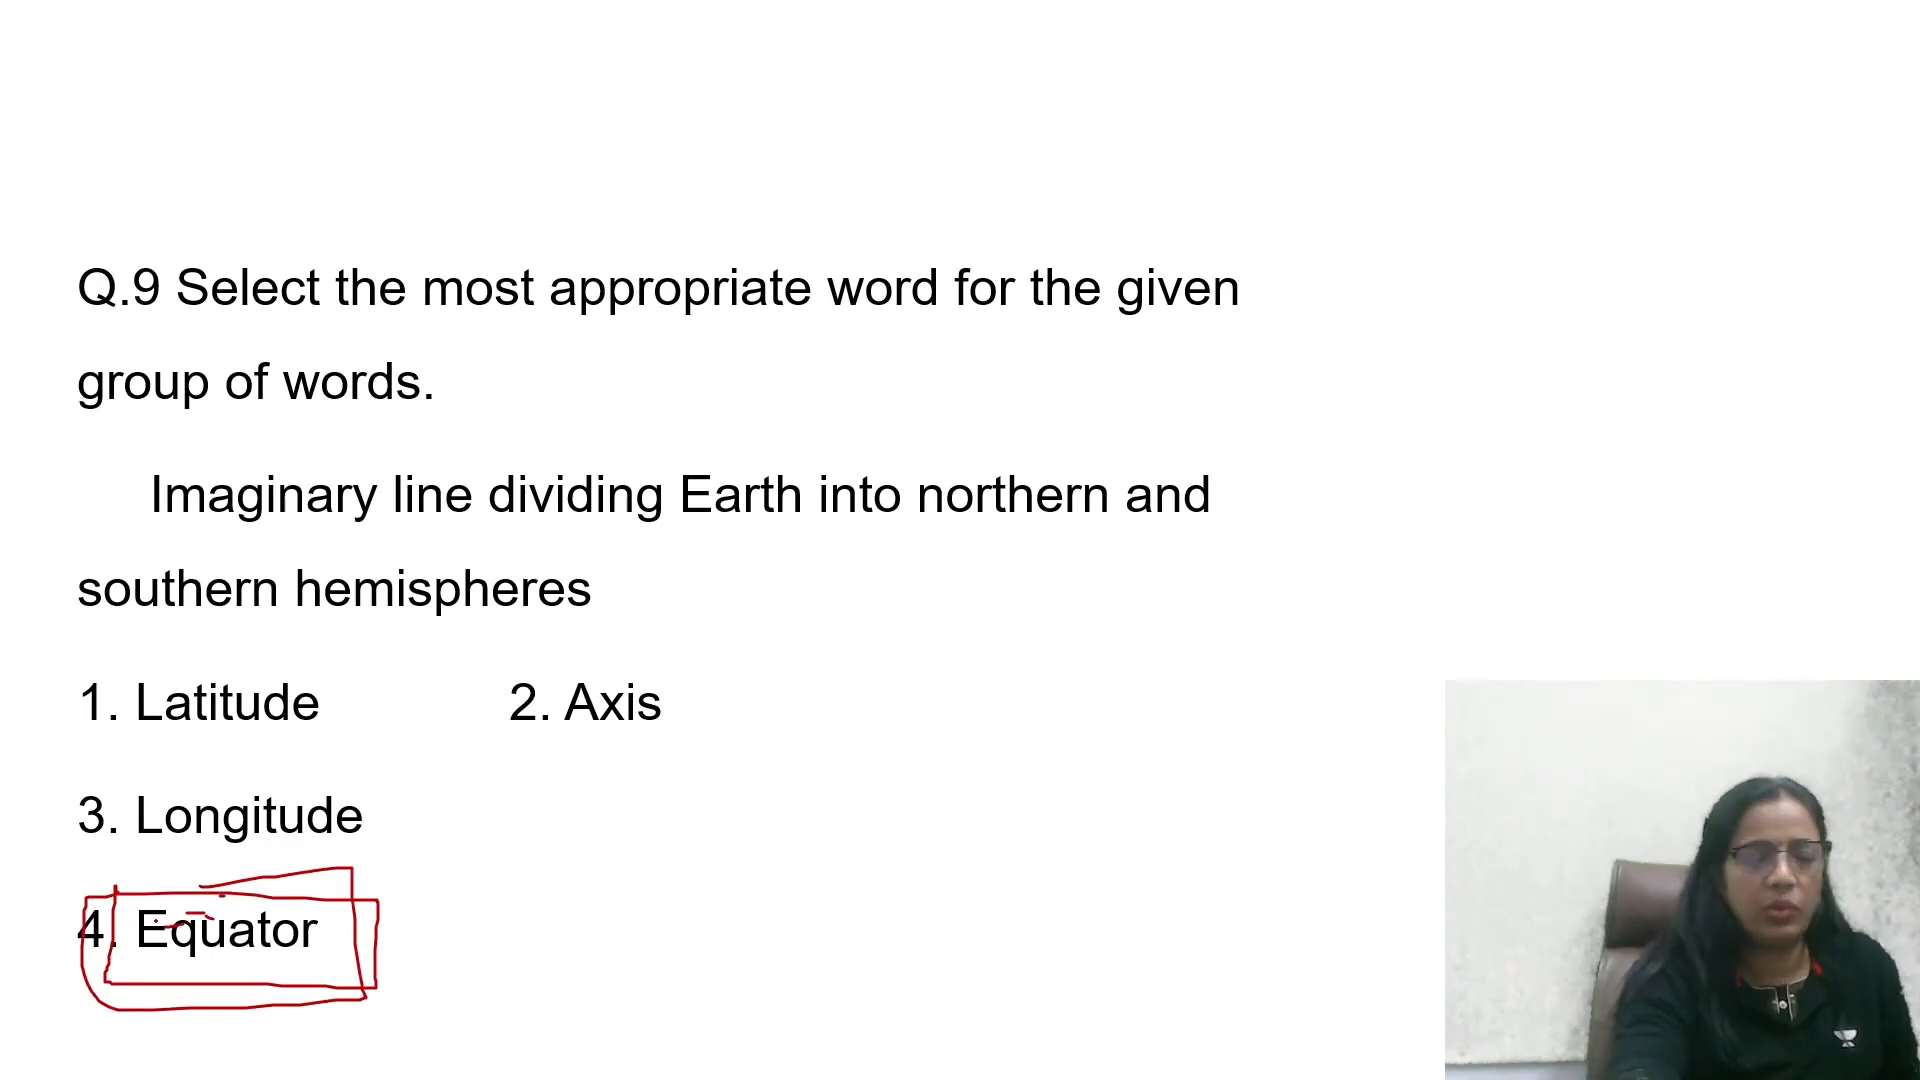 Q.9 Select the most appropriate word for the given
group of words.
Imaginary line dividing Earth into northern and
southern hemispheres
1. Latitude 2. Axis
3. Longitude
4. Equator